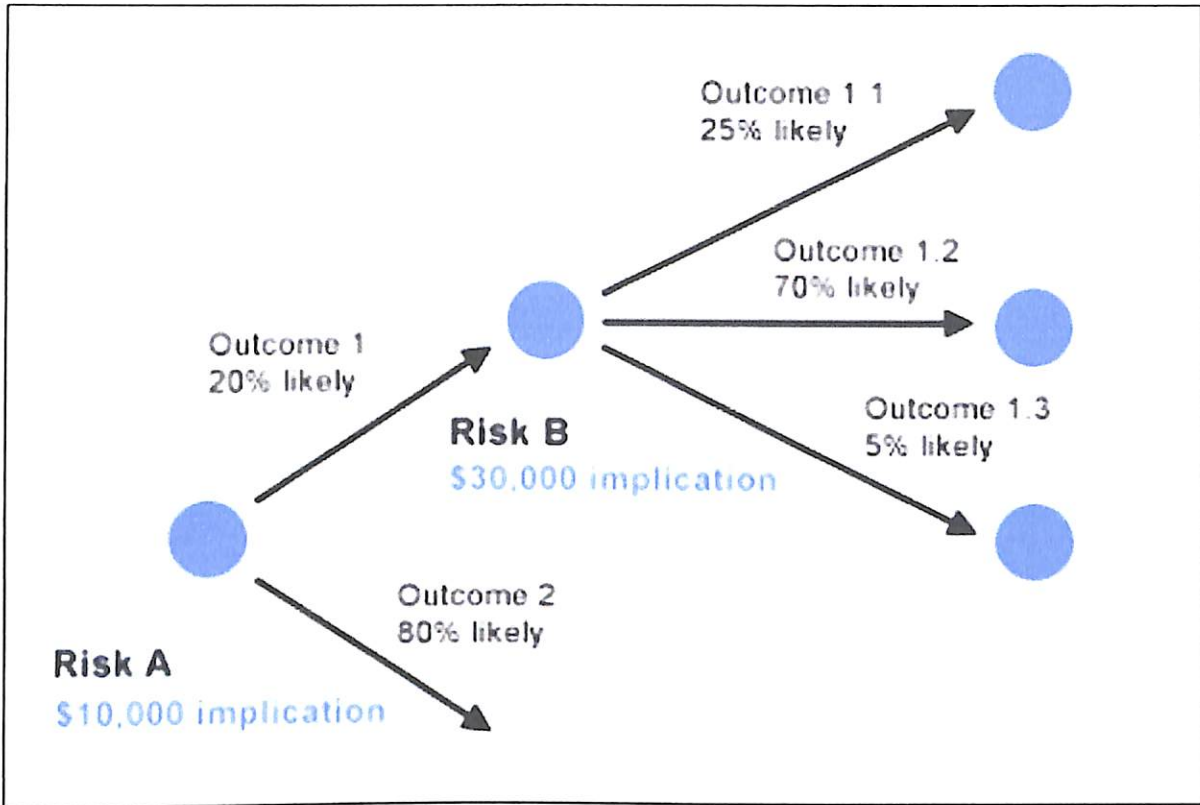 Outcome 1 1
25% likely
Outcome 1.2
70% likely
Outcome 1
20% likely
Outcome 1.3
5% likely
Risk B
$30,000 implication
Outcome 2
80% likely
Risk A
$10,000 implication